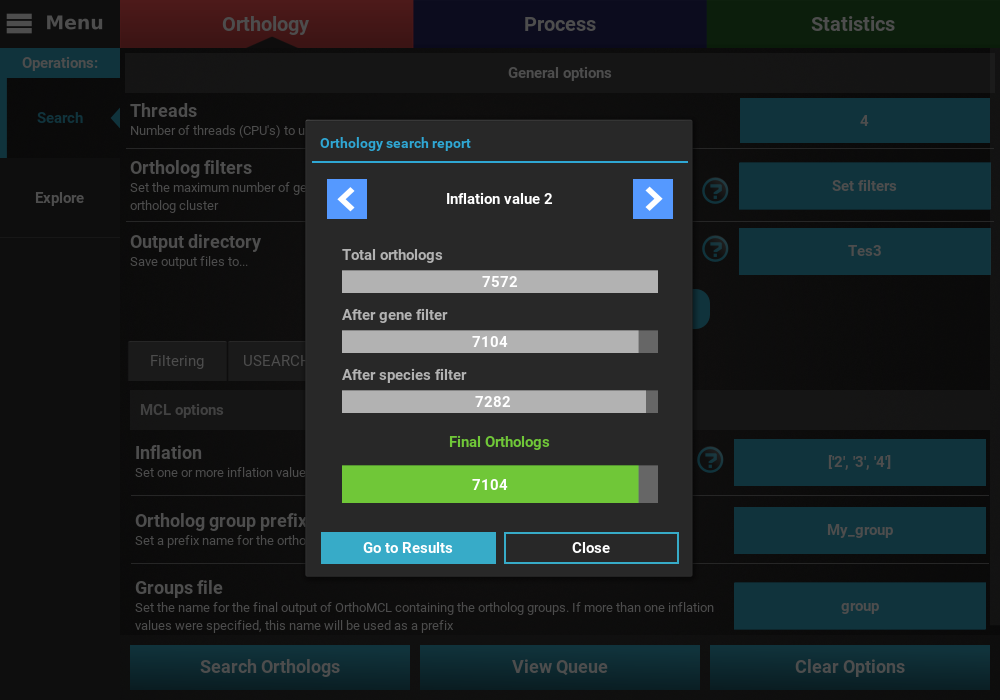 Menu
Orthology
Process
Statistics
Operations:
General options
Search
Explore
Threads
Number of threads (CPU's) to u
4
Ortholog filters
Set the maximum number of ge
ortholog cluster
?
Set filters
Output directory
Save output files to...
?
Tes3
Filtering
USEARCH
MCL options
Inflation
Set one or more inflation value
?
['2', '3', '4']
Ortholog group prefix
Set a prefix name for the ortho
My_group
Groups file
Set the name for the final output of OrthoMCL containing the ortholog groups. If more than one inflation
values were specified, this name will be used as a prefix
group
Search Orthologs
View Queue
Clear Options
Orthology search report
Inflation value 2
Total orthologs
7572
After gene filter
7104
After species filter
7282
Final Orthologs
7104
Go to Results
Close